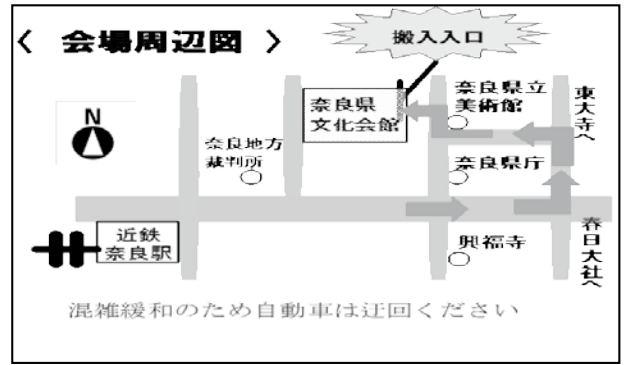 〈 会場周辺図 〉
搬入入口
奈良県立
美術館
東大寺へ
N
奈良県
文化会館
奈良地方
裁判所
奈良県庁
近鉄
奈良駅
興福寺
春日大社へ
混雑緩和のため自動車は迂回ください